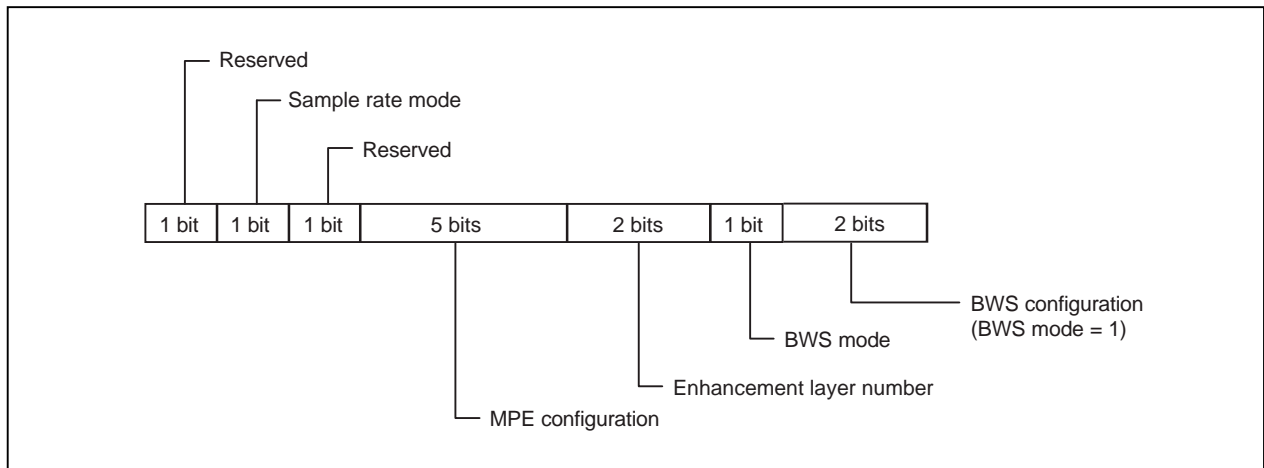 Reserved
Sample rate mode
Reserved
1 bit 1 bit 1 bit 5 bits 2 bits 1 bit 2 bits
BWS configuration
(BWS mode = 1)
BWS mode
Enhancement layer number
MPE configuration